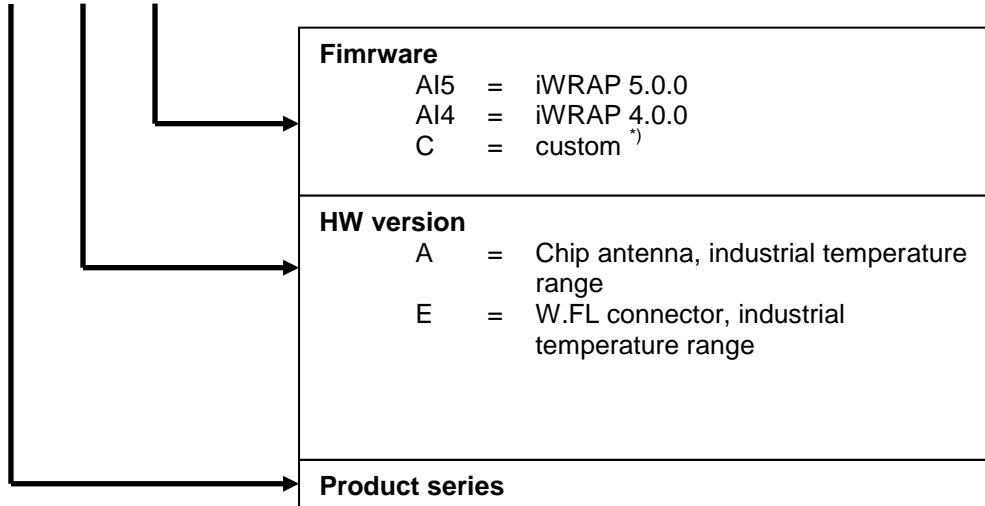 Fimrware
AI5 = iWRAP 5.0.0
AI4 = iWRAP 4.0.0
C = custom *)
HW version
A = Chip antenna, industrial temperature
range
E = W.FL connector, industrial
temperature range
Product series